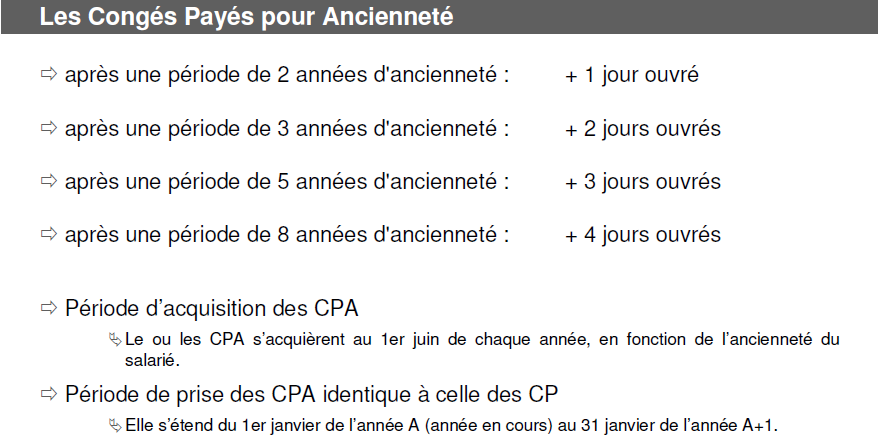 Les Congés Payés pour Ancienneté
⇨ après une période de 2 années d'ancienneté : + 1 jour ouvré
⇨ après une période de 3 années d'ancienneté : + 2 jours ouvrés
⇨ après une période de 5 années d'ancienneté : + 3 jours ouvrés
⇨ après une période de 8 années d'ancienneté : + 4 jours ouvrés
⇨ Période d’acquisition des CPA
Le ou les CPA s’acquièrent au 1er juin de chaque année, en fonction de l’ancienneté du
salarié.
⇨ Période de prise des CPA identique à celle des CP
Elle s’étend du 1er janvier de l’année A (année en cours) au 31 janvier de l’année A+1.